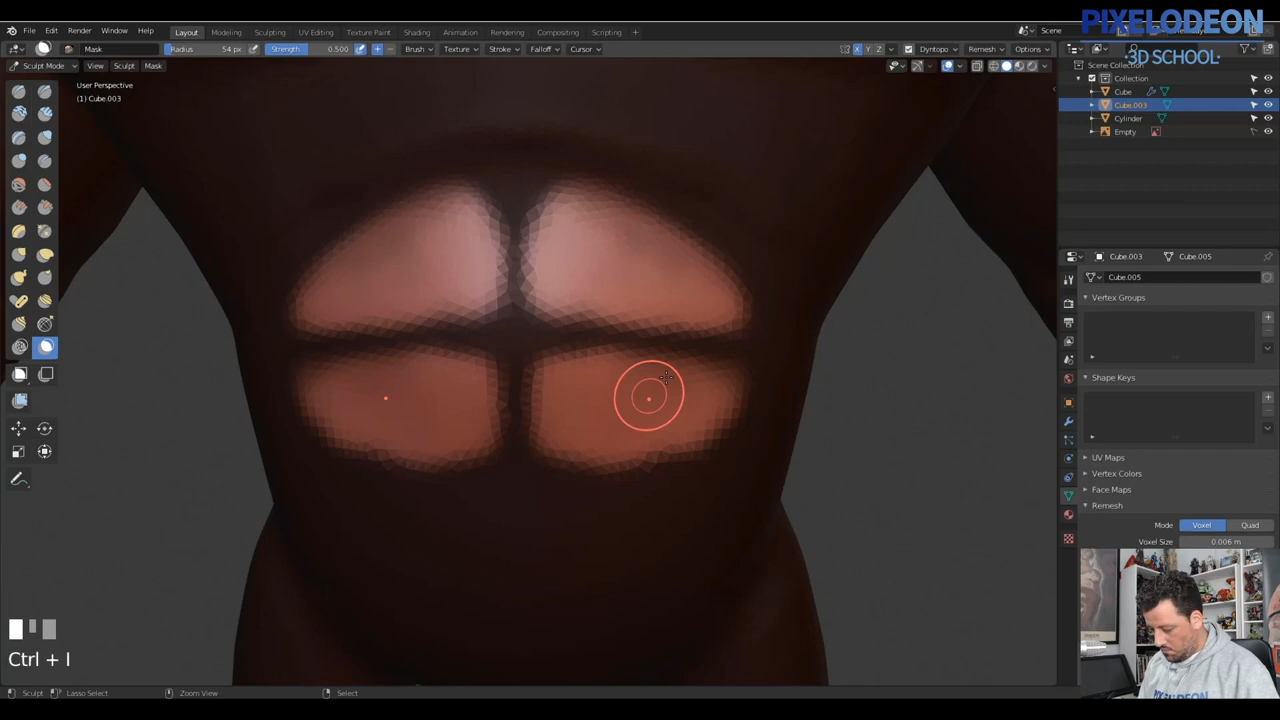 PIXELODEON
·3D SCHOOL·
File Edit Render Window Help Layout Modeling Sculpting UV Editing Texture Paint Shading Animation Rendering Compositing Scripting + Scene
Mask Radius 54 px Strength 0.500 Brush Texture Stroke Falloff Cursor X Y Z Dyntopo Remesh Options
Sculpt Mode View Sculpt Mask
User Perspective
(1) Cube.003
Scene Collection
Collection
Cube
Cube.003
Cylinder
Empty
Cube.003 Cube.005
Cube.005
Vertex Groups
Shape Keys
UV Maps
Vertex Colors
Face Maps
Remesh
Mode Voxel Quad
Voxel Size 0.006 m
Ctrl + I
Sculpt Lasso Select Zoom View Select